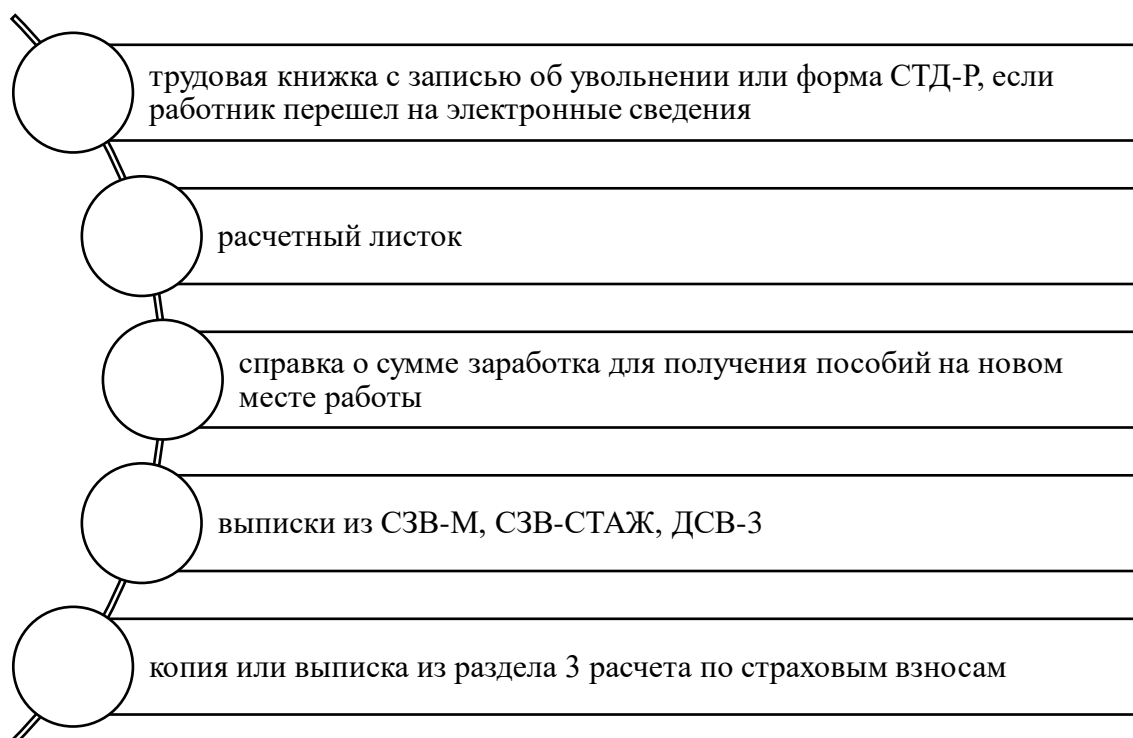 трудовая книжка с записью об увольнении или форма СТД-Р, если
работник перешел на электронные сведения
расчетный листок
справка о сумме заработка для получения пособий на новом
месте работы
выписки из СЗВ-М, СЗВ-СТАЖ, ДСВ-3
копия или выписка из раздела 3 расчета по страховым взносам